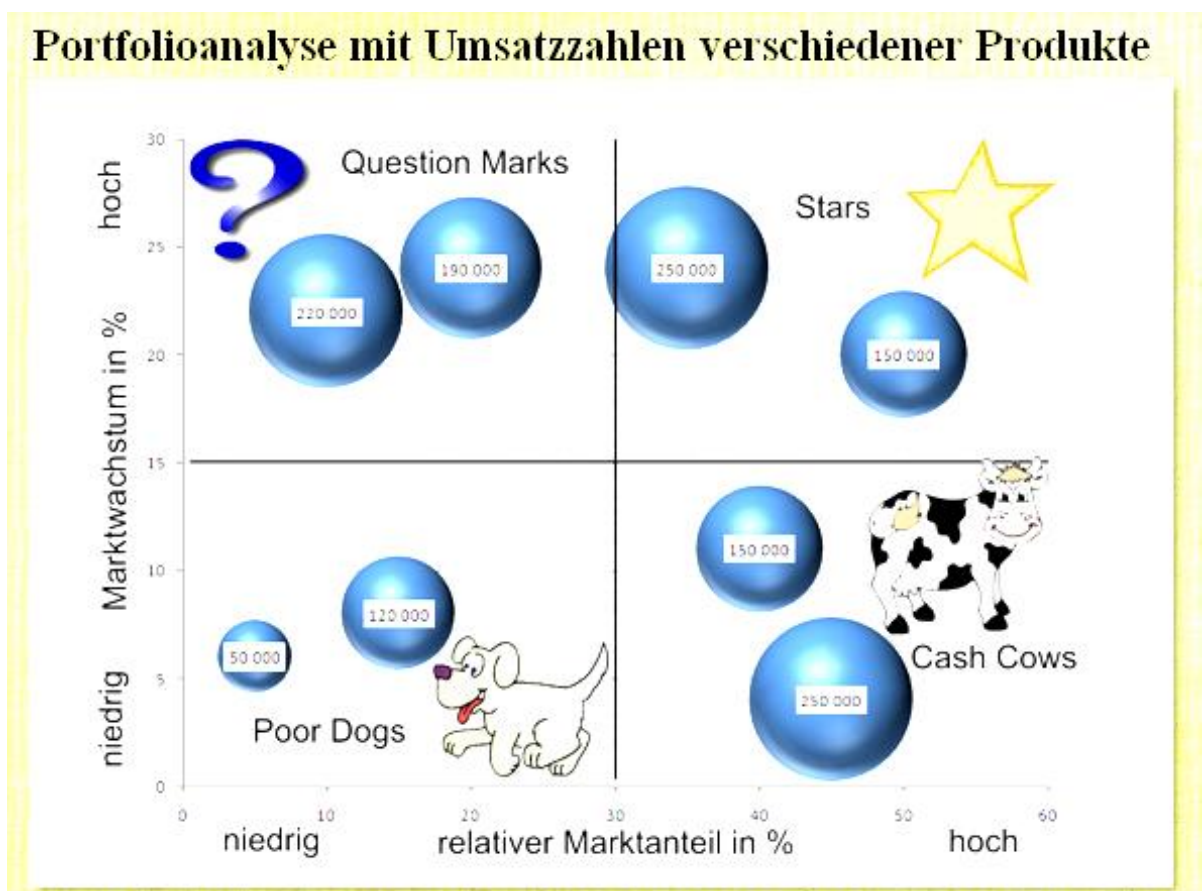 Portfolioanalyse mit Umsatzzahlen verschiedener Produkte
30
hoch
Question Marks
Stars
25
190 000
250 000
220 000
20
150 000
Marktwachstum in %
15
150 000
10
120 000
50 000
Cash Cows
5
250 000
niedrig
Poor Dogs
0
0 10 20 30 40 50 60
niedrig relativer Marktanteil in % hoch